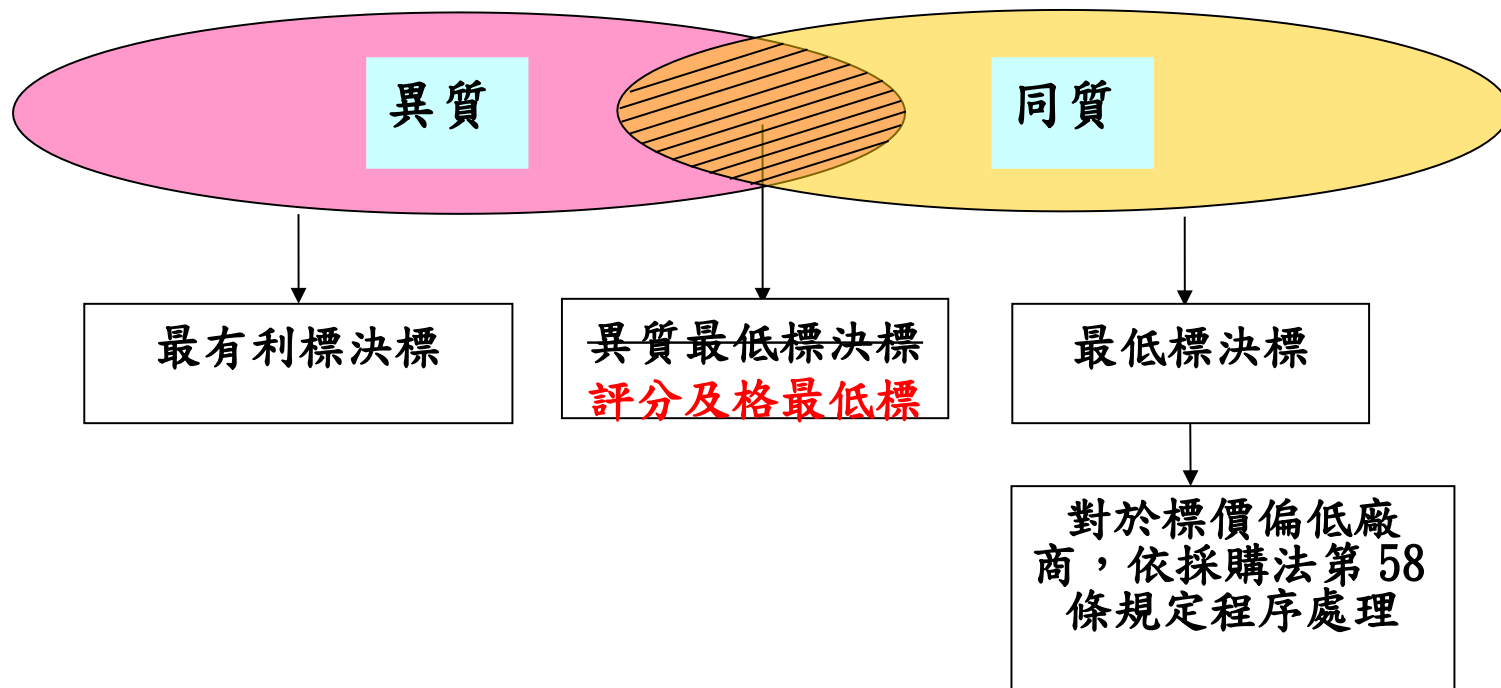 異質
同質
最有利標決標
異質最低標決標
評分及格最低標
最低標決標
對於標價偏低廠
商，依採購法第 58
條規定程序處理